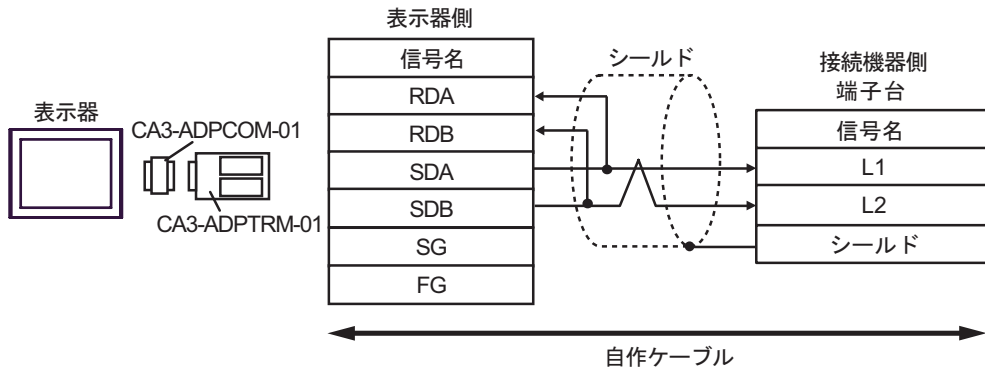 表示器
CA3-ADPCOM-01
CA3-ADPTRM-01
表示器側
信号名
RDA
RDB
SDA
SDB
SG
FG
シールド
接続機器側
端子台
信号名
L1
L2
シールド
自作ケーブル